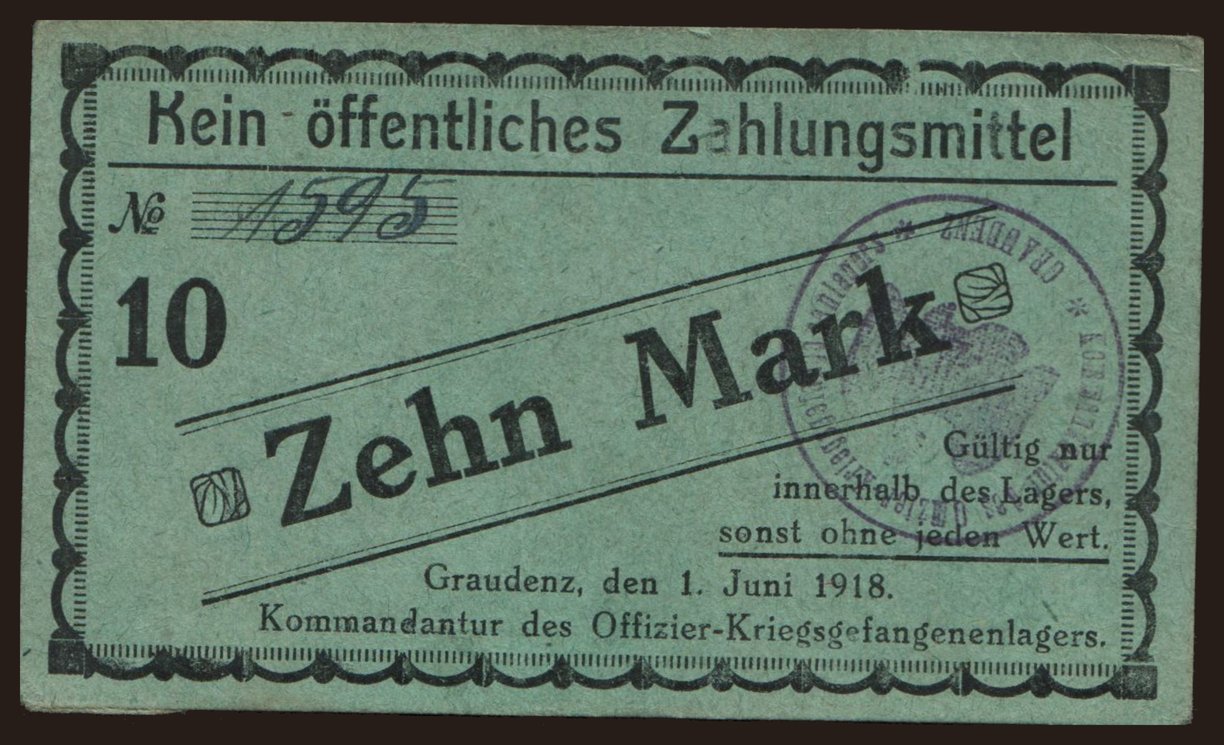 Kein öffentliches Zahlungsmittel
№ 1595
10
Zehn Mark
Gültig nur
innerhalb des Lagers,
sonst ohne jeden Wert.
Graudenz, den 1. Juni 1918.
Kommandantur des Offizier-Kriegsgefangenenlagers.
* GRAUDENZ *